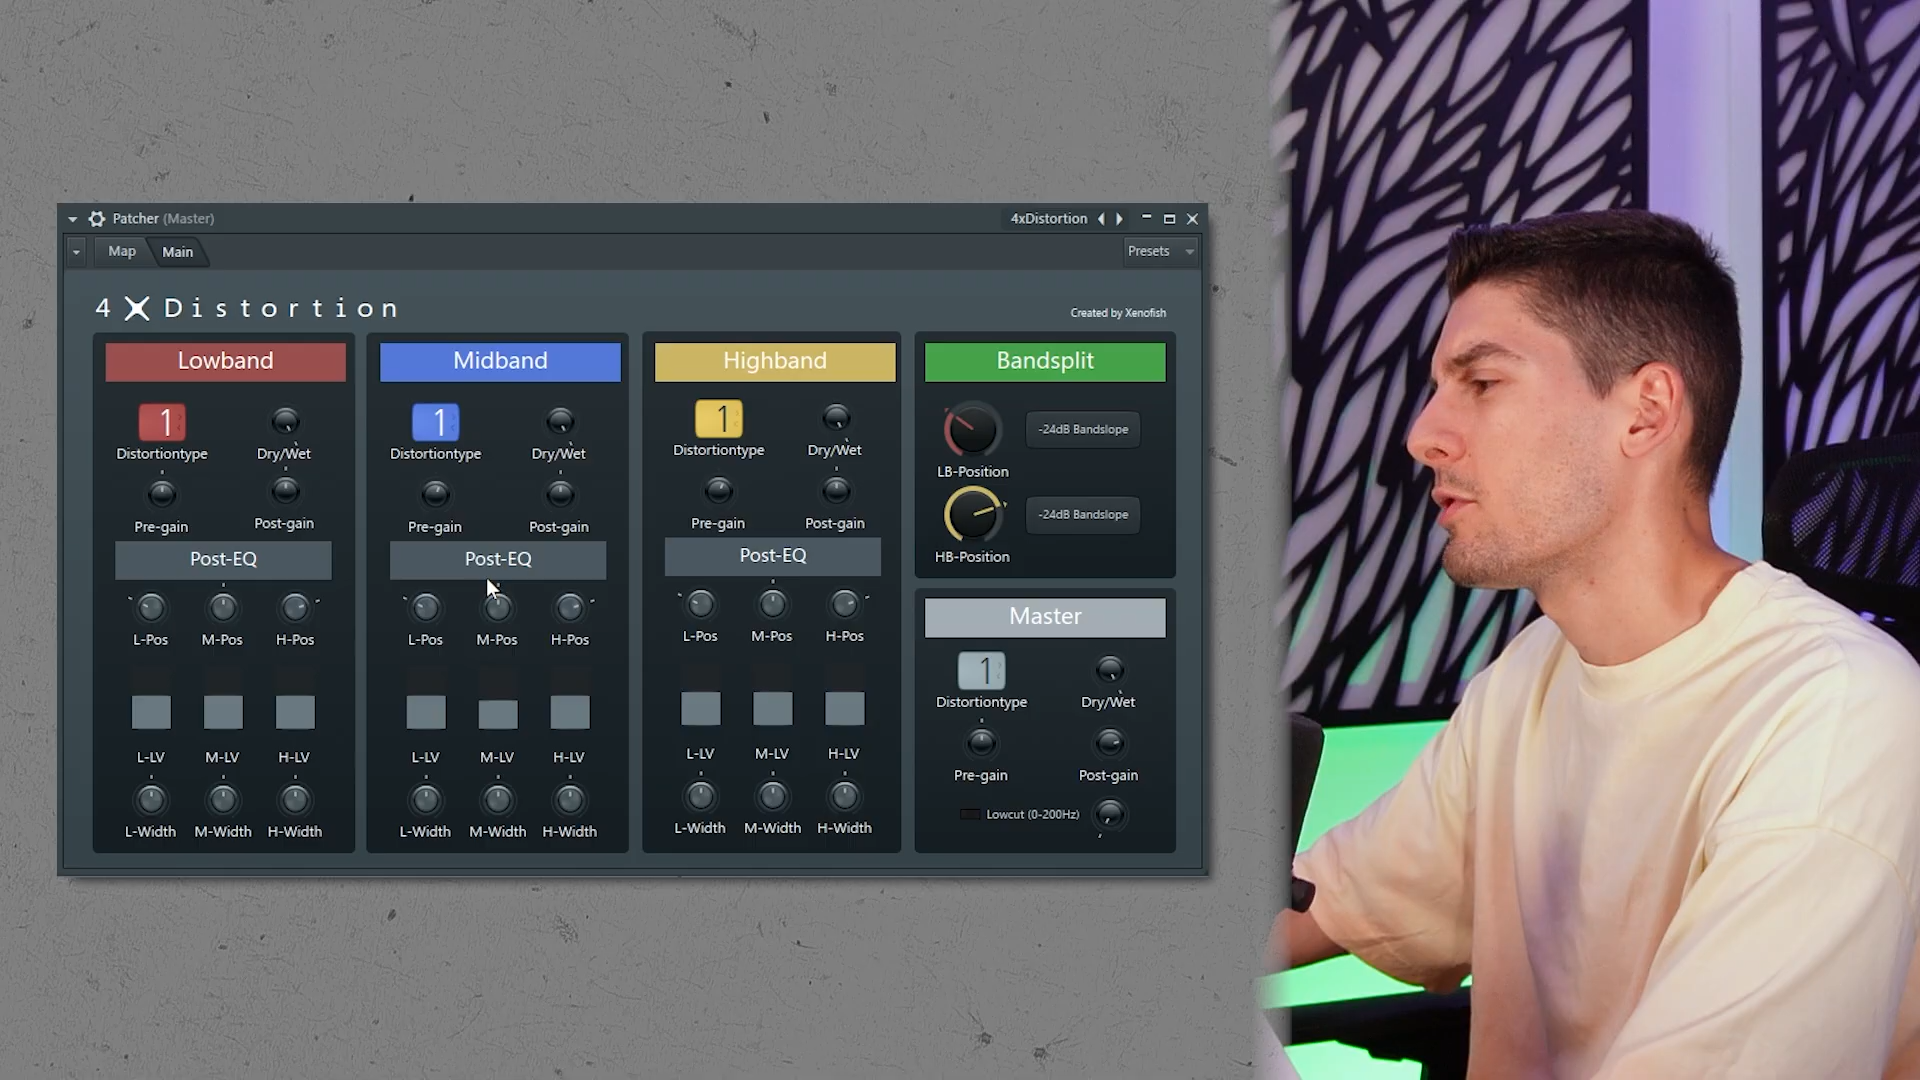 Patcher (Master)
4xDistortion
Map
Main
Presets
4 X Distortion
Created by Xenofish
Lowband
1
Distortiontype
Dry/Wet
Pre-gain
Post-gain
Post-EQ
L-Pos M-Pos H-Pos
L-LV M-LV H-LV
L-Width M-Width H-Width
Midband
1
Distortiontype
Dry/Wet
Pre-gain
Post-gain
Post-EQ
L-Pos M-Pos H-Pos
L-LV M-LV H-LV
L-Width M-Width H-Width
Highband
1
Distortiontype
Dry/Wet
Pre-gain
Post-gain
Post-EQ
L-Pos M-Pos H-Pos
L-LV M-LV H-LV
L-Width M-Width H-Width
Bandsplit
-24dB Bandslope
LB-Position
-24dB Bandslope
HB-Position
Master
1
Distortiontype
Dry/Wet
Pre-gain
Post-gain
Lowcut (0-200Hz)